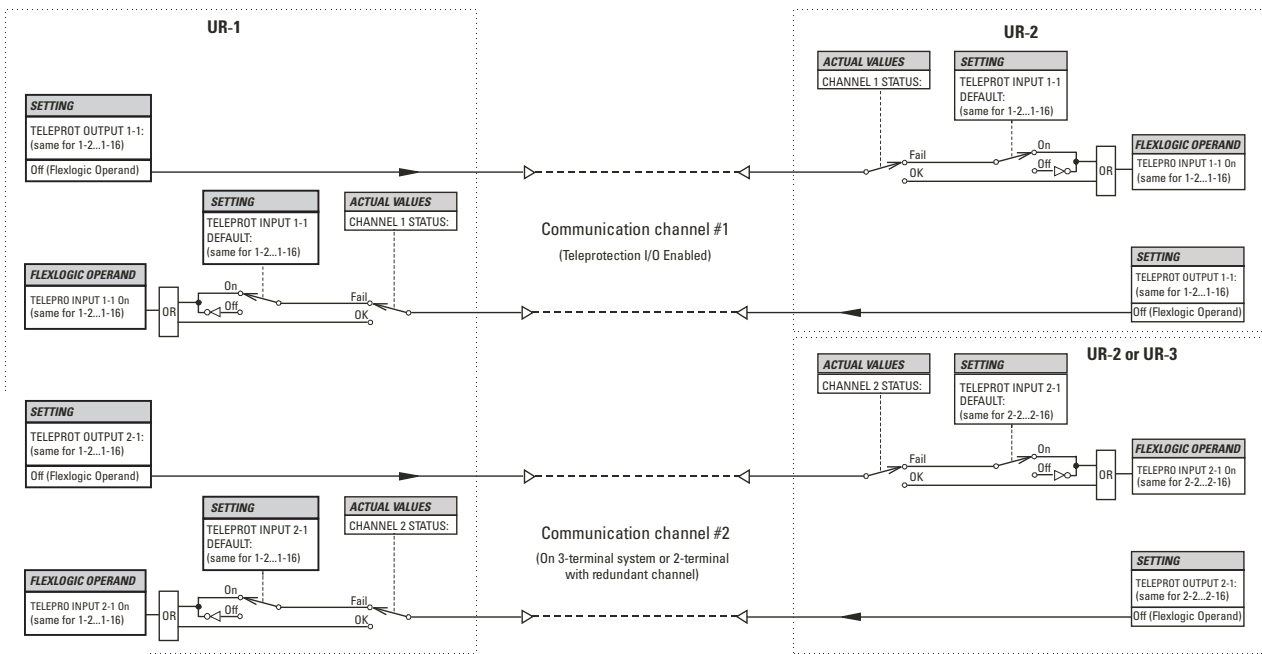 UR-1
SETTING
TELEPROT OUTPUT 1-1:
(same for 1-2...1-16)
Off (Flexlogic Operand)
SETTING
TELEPROT INPUT 1-1
DEFAULT:
(same for 1-2...1-16)
ACTUAL VALUES
CHANNEL 1 STATUS:
FLEXLOGIC OPERAND
TELEPRO INPUT 1-1 On
(same for 1-2...1-16)
OR
On
Off
Fail
OK
Communication channel #1
(Teleprotection I/O Enabled)
UR-2
ACTUAL VALUES
CHANNEL 1 STATUS:
SETTING
TELEPROT INPUT 1-1
DEFAULT:
(same for 1-2...1-16)
Fail
OK
On
Off
OR
FLEXLOGIC OPERAND
TELEPRO INPUT 1-1 On
(same for 1-2...1-16)
SETTING
TELEPROT OUTPUT 1-1:
(same for 1-2...1-16)
Off (Flexlogic Operand)
SETTING
TELEPROT OUTPUT 2-1:
(same for 1-2...1-16)
Off (Flexlogic Operand)
SETTING
TELEPROT INPUT 2-1
DEFAULT:
(same for 1-2...1-16)
ACTUAL VALUES
CHANNEL 2 STATUS:
FLEXLOGIC OPERAND
TELEPRO INPUT 2-1 On
(same for 1-2...1-16)
OR
On
Off
Fail
OK
Communication channel #2
(On 3-terminal system or 2-terminal
with redundant channel)
UR-2 or UR-3
ACTUAL VALUES
CHANNEL 2 STATUS:
SETTING
TELEPROT INPUT 2-1
DEFAULT:
(same for 2-2...2-16)
Fail
OK
On
Off
OR
FLEXLOGIC OPERAND
TELEPRO INPUT 2-1 On
(same for 2-2...2-16)
SETTING
TELEPROT OUTPUT 2-1:
(same for 2-2...2-16)
Off (Flexlogic Operand)